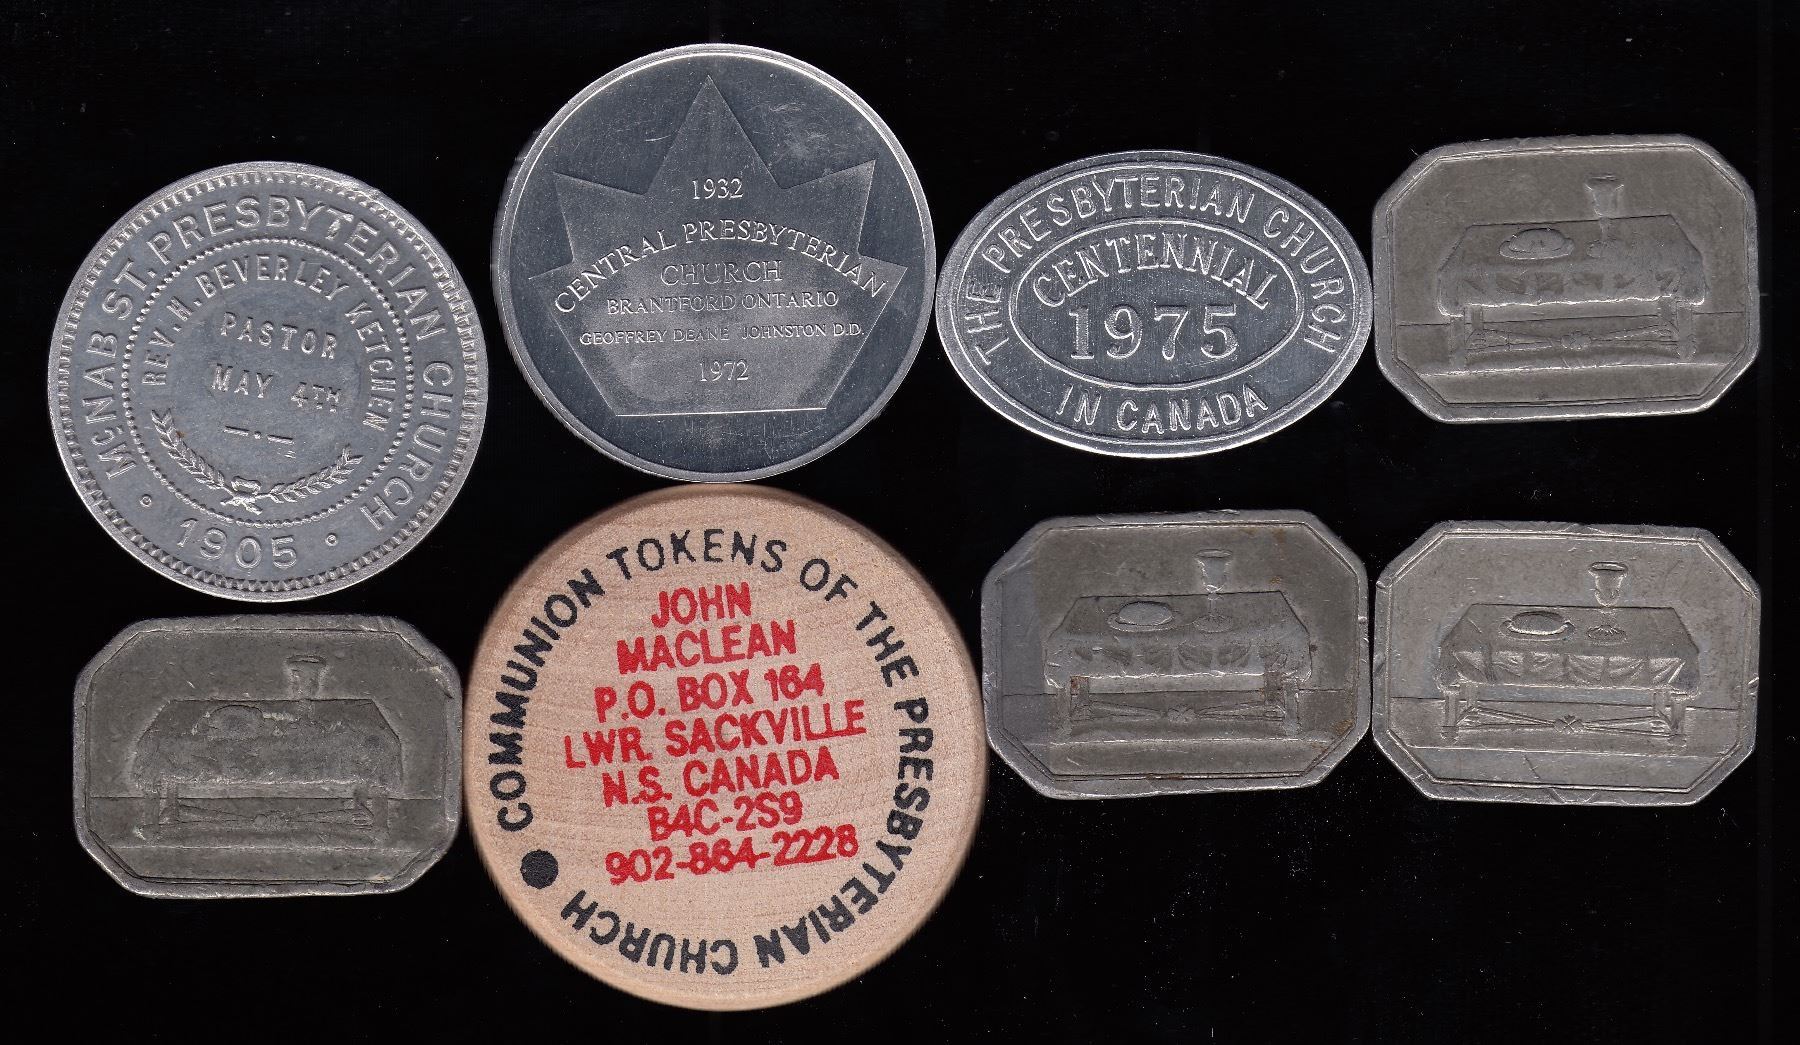 McNAB ST. PRESBYTERIAN CHURCH
REV. H. BEVERLEY KETCHEN
PASTOR
MAY 4TH
1905
1932
CENTRAL PRESBYTERIAN
CHURCH
BRANTFORD ONTARIO
GEOFFREY DEANE JOHNSTON D.D.
1972
THE PRESBYTERIAN CHURCH
CENTENNIAL
1975
IN CANADA
COMMUNION TOKENS OF THE PRESBYTERIAN CHURCH
JOHN
MACLEAN
P.O. BOX 164
LWR. SACKVILLE
N.S. CANADA
B4C-2S9
902-864-2228